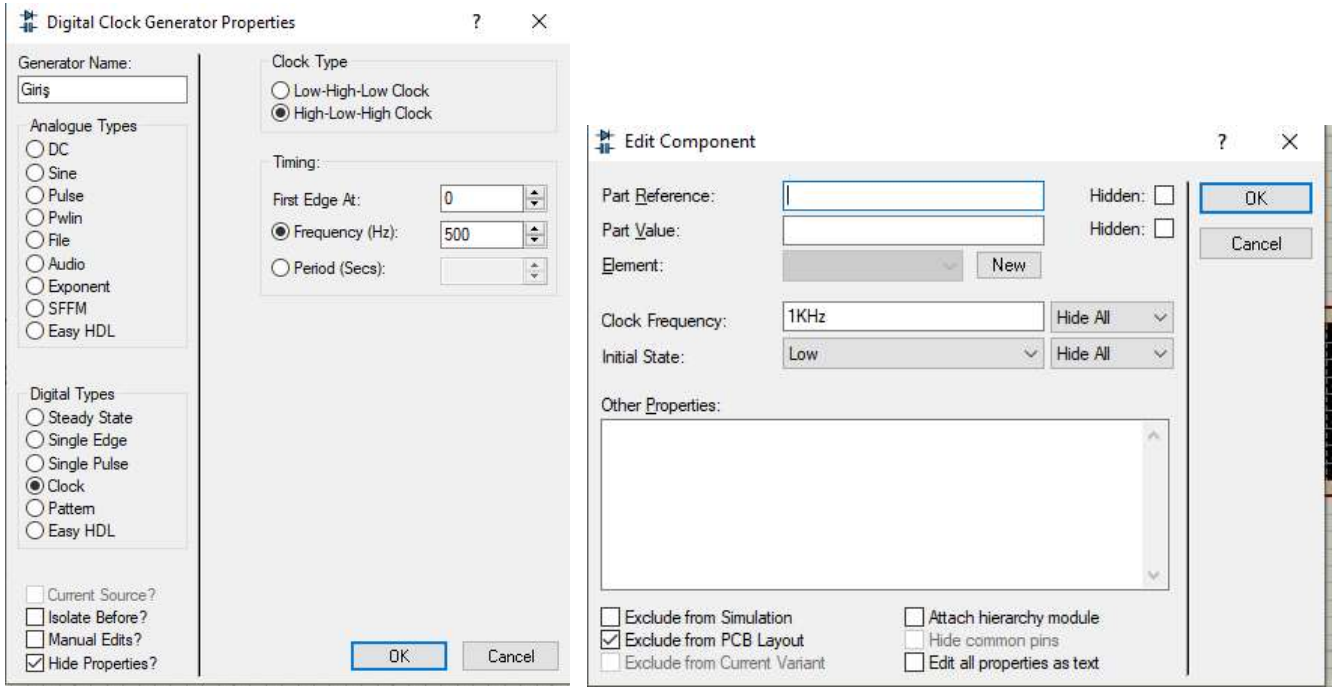 Digital Clock Generator Properties ? ×
Generator Name:
Giriş
Analogue Types
DC
Sine
Pulse
Pwlin
File
Audio
Exponent
SFFM
Easy HDL
Digital Types
Steady State
Single Edge
Single Pulse
Clock
Pattern
Easy HDL
Current Source?
Isolate Before?
Manual Edits?
Hide Properties?
Clock Type
Low-High-Low Clock
High-Low-High Clock
Timing:
First Edge At: 0
Frequency (Hz): 500
Period (Secs):
OK Cancel
Edit Component ? ×
Part Reference: Hidden:
Part Value: Hidden:
Element: New
Clock Frequency: 1KHz Hide All
Initial State: Low Hide All
Other Properties:
Exclude from Simulation Attach hierarchy module
Exclude from PCB Layout Hide common pins
Exclude from Current Variant Edit all properties as text
OK
Cancel